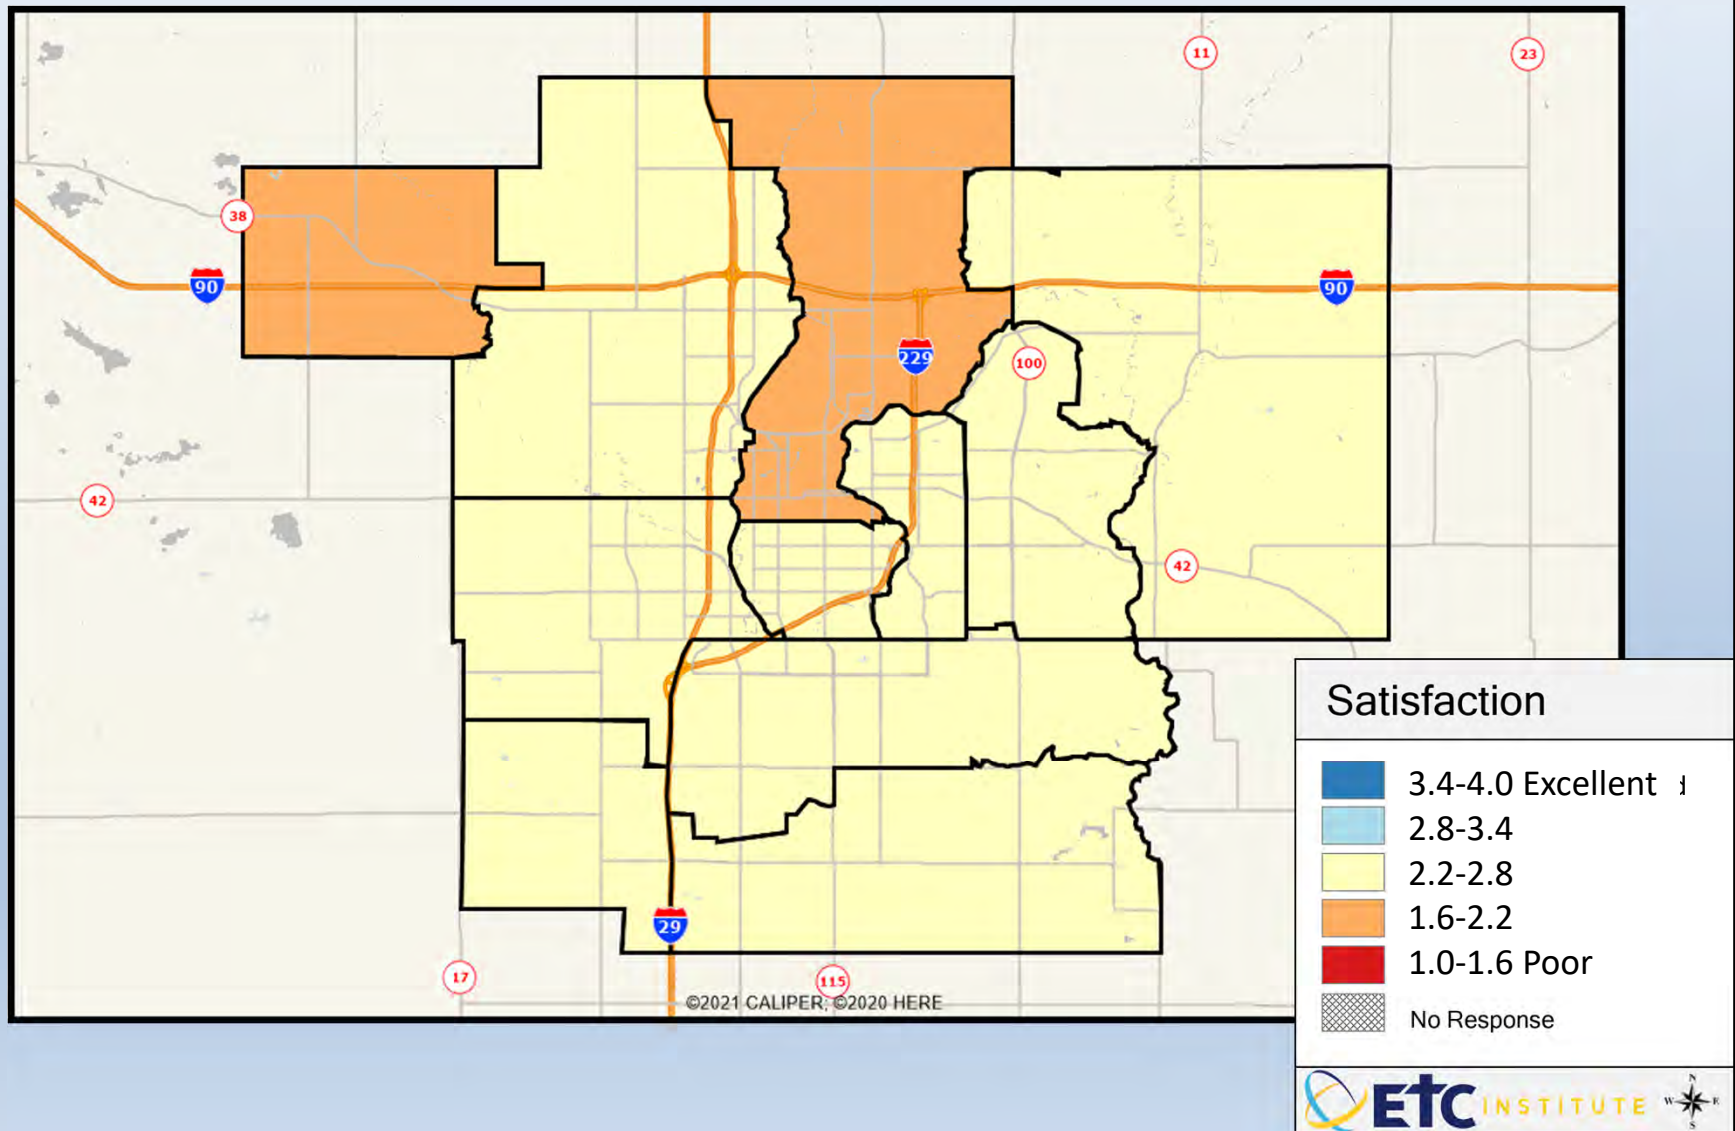 11
23
38
90
90
229
100
42
42
29
17
115
©2021 CALIPER; ©2020 HERE
Satisfaction
3.4-4.0 Excellent
2.8-3.4
2.2-2.8
1.6-2.2
1.0-1.6 Poor
No Response
ETC INSTITUTE
N
W E
S